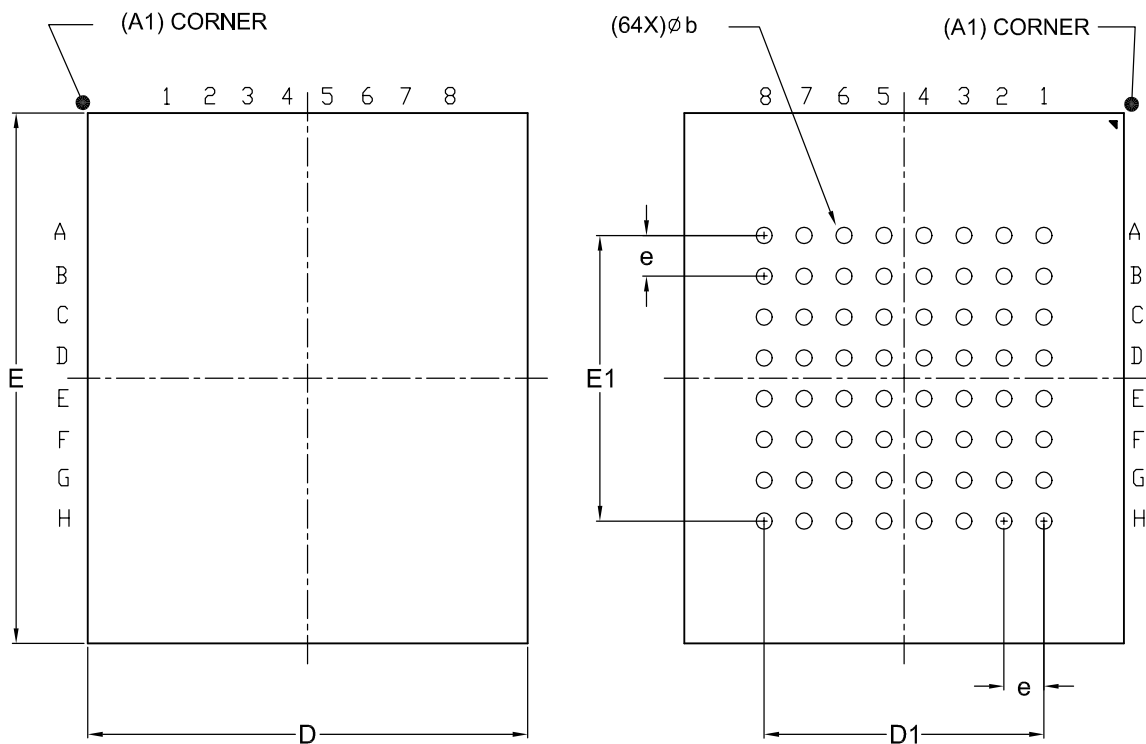 (A1) CORNER
1 2 3 4 5 6 7 8
A
B
C
D
E
F
G
H
E
D
(64X)⌀b
(A1) CORNER
8 7 6 5 4 3 2 1
A
B
C
D
E
F
G
H
e
E1
e
D1